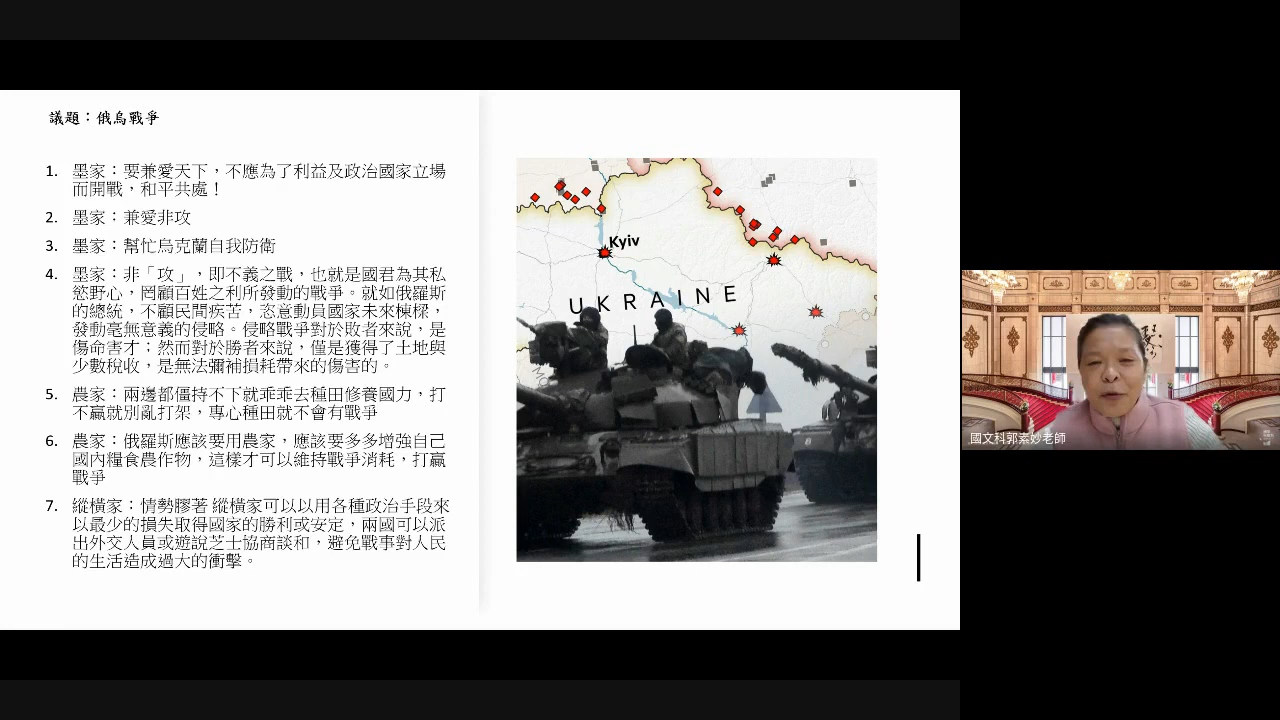 議題：俄烏戰爭
1. 墨家：要兼愛天下，不應為了利益及政治國家立場
而開戰，和平共處！
2. 墨家：兼愛非攻
3. 墨家：幫忙烏克蘭自我防衛
4. 墨家：非「攻」，即不義之戰，也就是國君為其私
慾野心，罔顧百姓之利所發動的戰爭。就如俄羅斯
的總統，不顧民間疾苦，恣意動員國家未來棟樑，
發動毫無意義的侵略。侵略戰爭對於敗者來說，是
傷命害才；然而對於勝者來說，僅是獲得了土地與
少數稅收，是無法彌補損耗帶來的傷害的。
5. 農家：兩邊都僵持不下就乖乖去種田修養國力，打
不贏就別亂打架，專心種田就不會有戰爭
6. 農家：俄羅斯應該要用農家，應該要多多增強自己
國內糧食農作物，這樣才可以維持戰爭消耗，打贏
戰爭
7. 縱橫家：情勢膠著 縱橫家可以以用各種政治手段來
以最少的損失取得國家的勝利或安定，兩國可以派
出外交人員或遊說芝士協商談和，避免戰事對人民
的生活造成過大的衝擊。
Kyiv
UKRAINE
國文科郭素妙老師